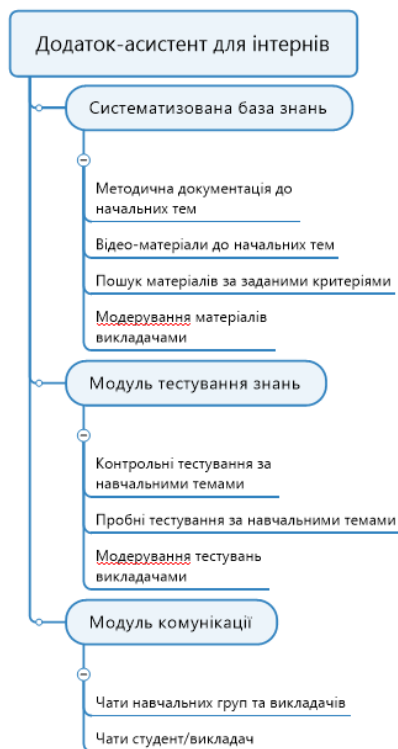 Додаток-асистент для інтернів
Систематизована база знань
Методична документація до
начальних тем
Відео-матеріали до начальних тем
Пошук матеріалів за заданими критеріями
Модерування матеріалів
викладачами
Модуль тестування знань
Контрольні тестування за
навчальними темами
Пробні тестування за навчальними темами
Модерування тестувань
викладачами
Модуль комунікації
Чати навчальних груп та викладачів
Чати студент/викладач